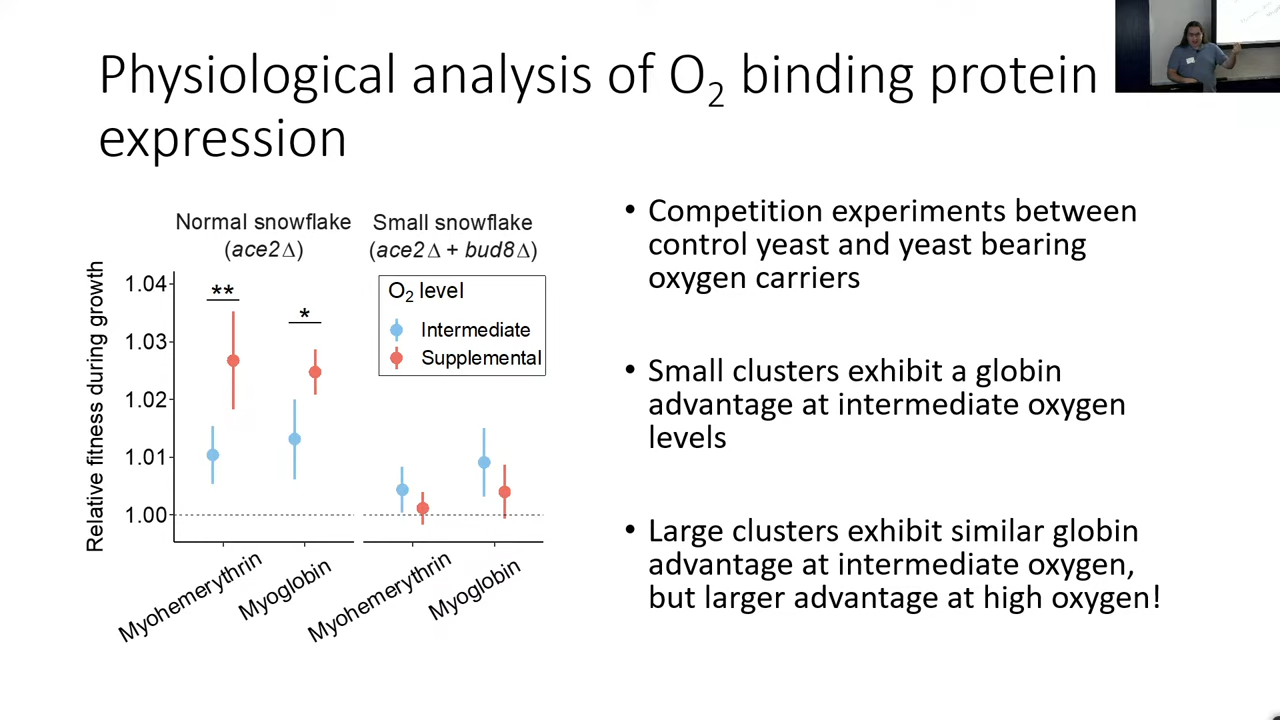 Physiological analysis of O₂ binding protein
expression
Normal snowflake
(ace2Δ)
Small snowflake
(ace2Δ + bud8Δ)
Relative fitness during growth
1.04
1.03
1.02
1.01
1.00
**
*
O₂ level
Intermediate
Supplemental
Myohemerythrin
Myoglobin
Myohemerythrin
Myoglobin
• Competition experiments between
control yeast and yeast bearing
oxygen carriers
• Small clusters exhibit a globin
advantage at intermediate oxygen
levels
• Large clusters exhibit similar globin
advantage at intermediate oxygen,
but larger advantage at high oxygen!